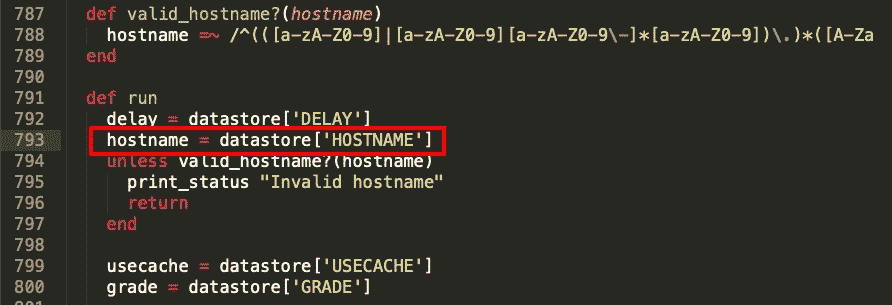 787 def valid_hostname?(hostname)
788 hostname =~ /^(([a-zA-Z0-9]|[a-zA-Z0-9][a-zA-Z0-9\-]*[a-zA-Z0-9])\.)*([A-Za
789 end
790
791 def run
792 delay = datastore['DELAY']
793 hostname = datastore['HOSTNAME']
794 unless valid_hostname?(hostname)
795 print_status "Invalid hostname"
796 return
797 end
798
799 usecache = datastore['USECACHE']
800 grade = datastore['GRADE']